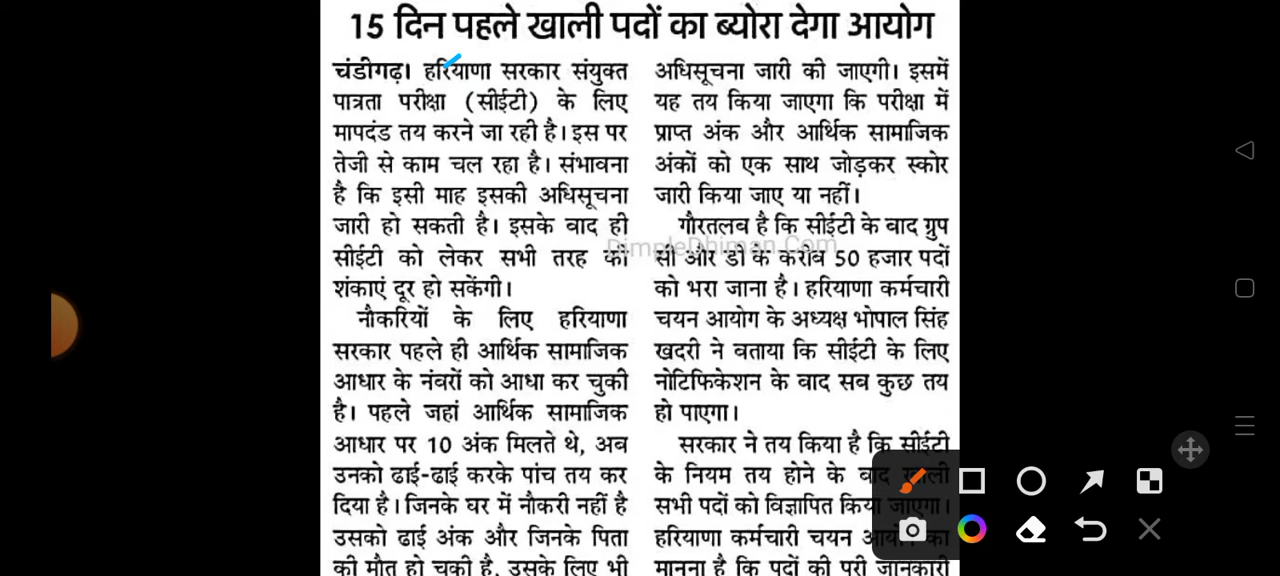 15 दिन पहले खाली पदों का ब्योरा देगा आयोग
चंडीगढ़। हरियाणा सरकार संयुक्त
पात्रता परीक्षा (सीईटी) के लिए
मापदंड तय करने जा रही है। इस पर
तेजी से काम चल रहा है। संभावना
है कि इसी माह इसकी अधिसूचना
जारी हो सकती है। इसके बाद ही
सीईटी को लेकर सभी तरह की
शंकाएं दूर हो सकेंगी।
नौकरियों के लिए हरियाणा
सरकार पहले ही आर्थिक सामाजिक
आधार के नंबरों को आधा कर चुकी
है। पहले जहां आर्थिक सामाजिक
आधार पर 10 अंक मिलते थे, अब
उनको ढाई-ढाई करके पांच तय कर
दिया है। जिनके घर में नौकरी नहीं है
उसको ढाई अंक और जिनके पिता
की मौत हो चुकी है, उसके लिए भी
अधिसूचना जारी की जाएगी। इसमें
यह तय किया जाएगा कि परीक्षा में
प्राप्त अंक और आर्थिक सामाजिक
अंकों को एक साथ जोड़कर स्कोर
जारी किया जाए या नहीं।
गौरतलब है कि सीईटी के बाद ग्रुप
सी और डी के करीब 50 हजार पदों
को भरा जाना है। हरियाणा कर्मचारी
चयन आयोग के अध्यक्ष भोपाल सिंह
खदरी ने बताया कि सीईटी के लिए
नोटिफिकेशन के बाद सब कुछ तय
हो पाएगा।
सरकार ने तय किया है कि सीईटी
के नियम तय होने के बाद खाली
सभी पदों को विज्ञापित किया जाएगा।
हरियाणा कर्मचारी चयन आयोग का
मानना है कि पदों की पूरी जानकारी
DimpleDhiman.Com